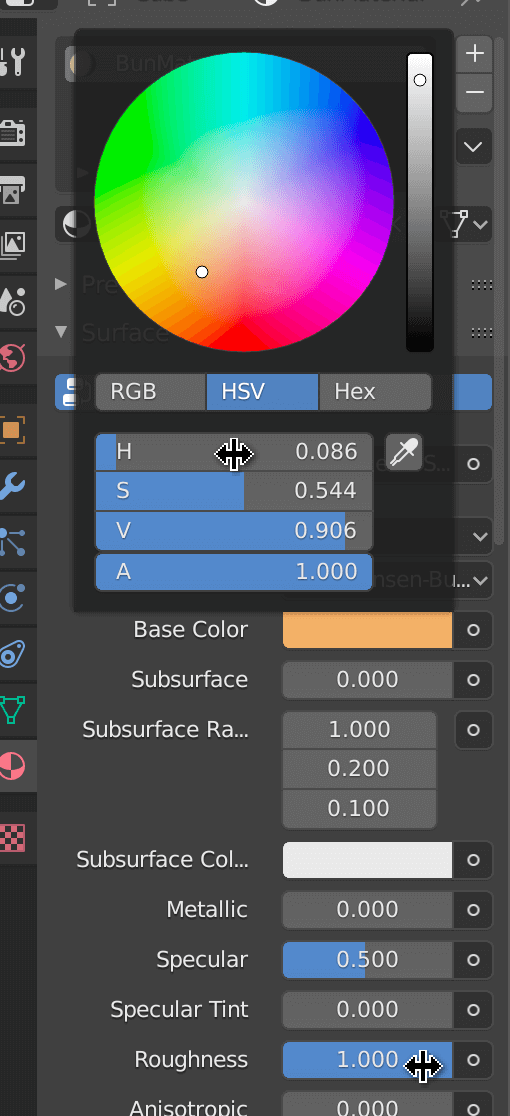 BunMa
Pre
Surface
RGB HSV Hex
H 0.086
S 0.544
V 0.906
A 1.000
S...
nsen-Bu...
Base Color
Subsurface 0.000
Subsurface Ra... 1.000
0.200
0.100
Subsurface Col...
Metallic 0.000
Specular 0.500
Specular Tint 0.000
Roughness 1.000
Anisotropic 0.000